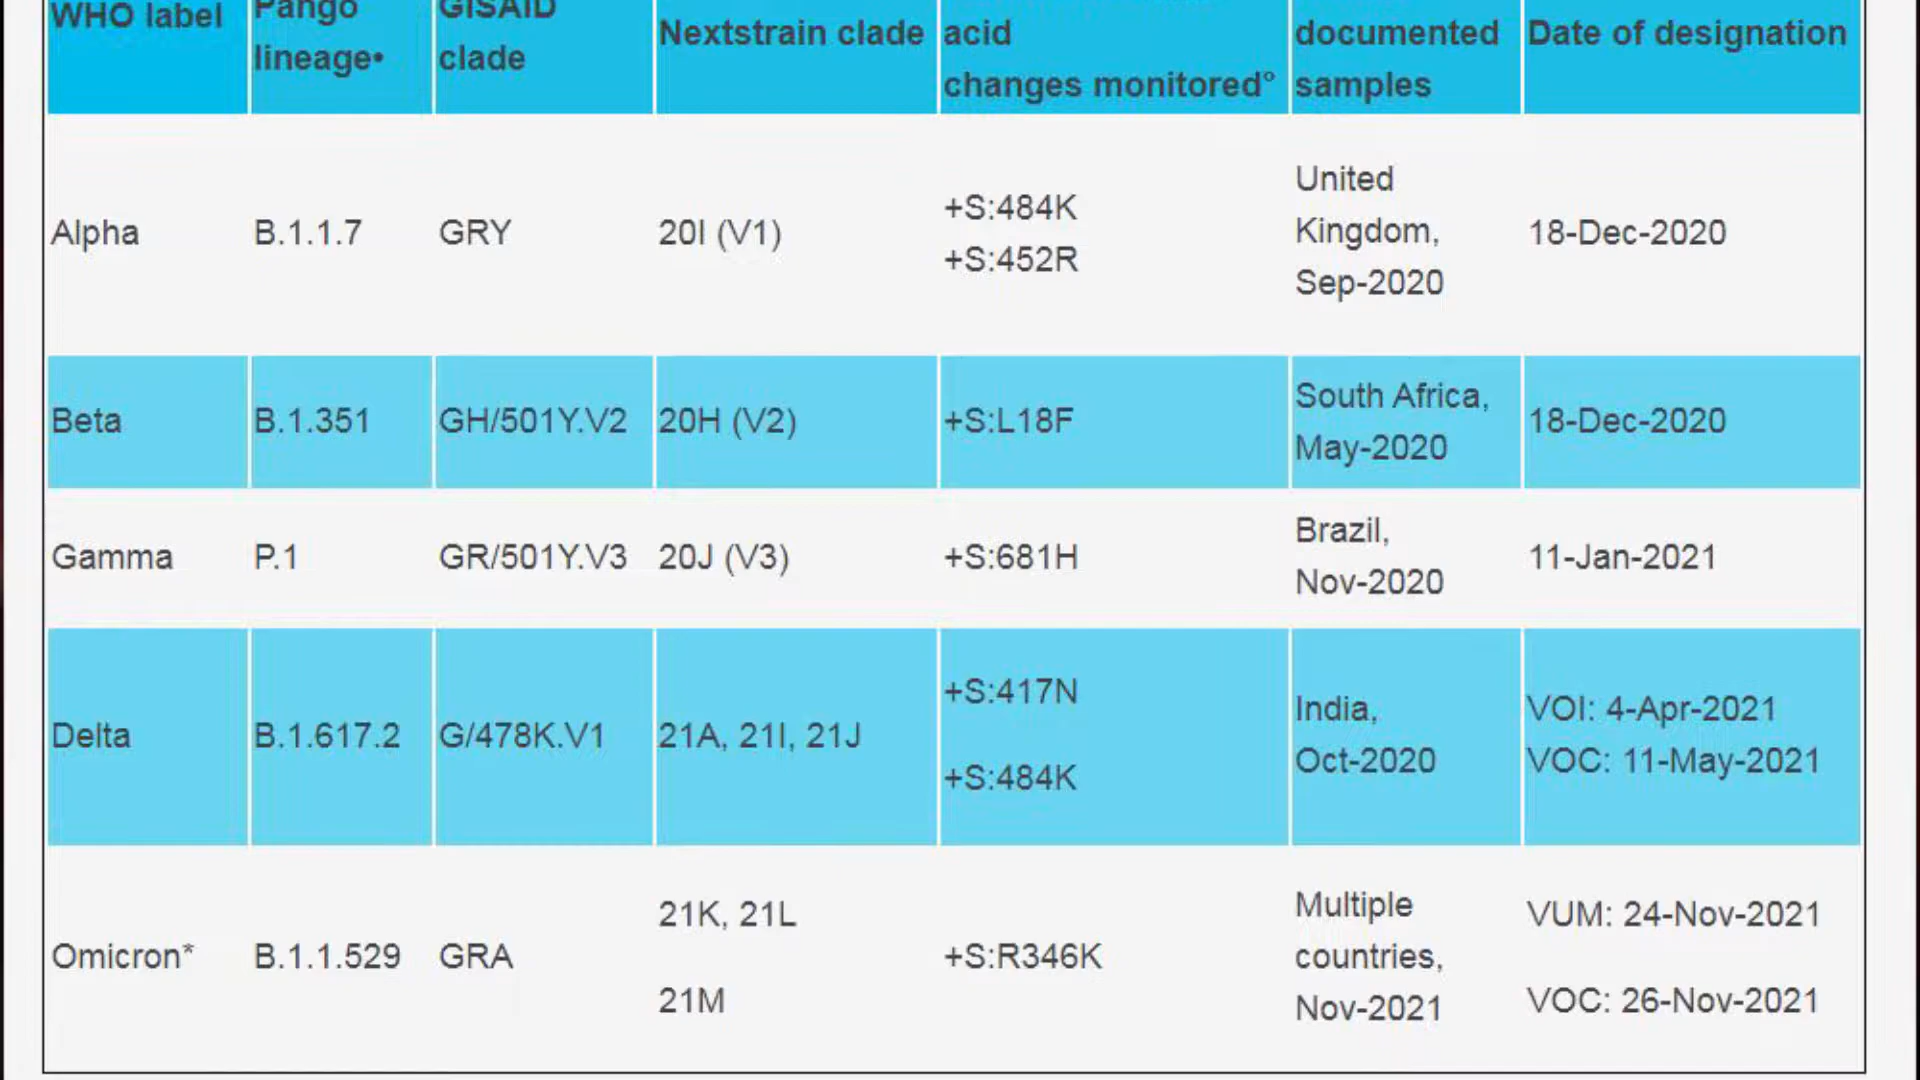 WHO label
Pango
lineage•
GISAID
clade
Nextstrain clade
acid
changes monitored°
documented
samples
Date of designation
Alpha
B.1.1.7
GRY
20I (V1)
+S:484K
+S:452R
United
Kingdom,
Sep-2020
18-Dec-2020
Beta
B.1.351
GH/501Y.V2
20H (V2)
+S:L18F
South Africa,
May-2020
18-Dec-2020
Gamma
P.1
GR/501Y.V3
20J (V3)
+S:681H
Brazil,
Nov-2020
11-Jan-2021
Delta
B.1.617.2
G/478K.V1
21A, 21I, 21J
+S:417N
+S:484K
India,
Oct-2020
VOI: 4-Apr-2021
VOC: 11-May-2021
Omicron*
B.1.1.529
GRA
21K, 21L
21M
+S:R346K
Multiple
countries,
Nov-2021
VUM: 24-Nov-2021
VOC: 26-Nov-2021